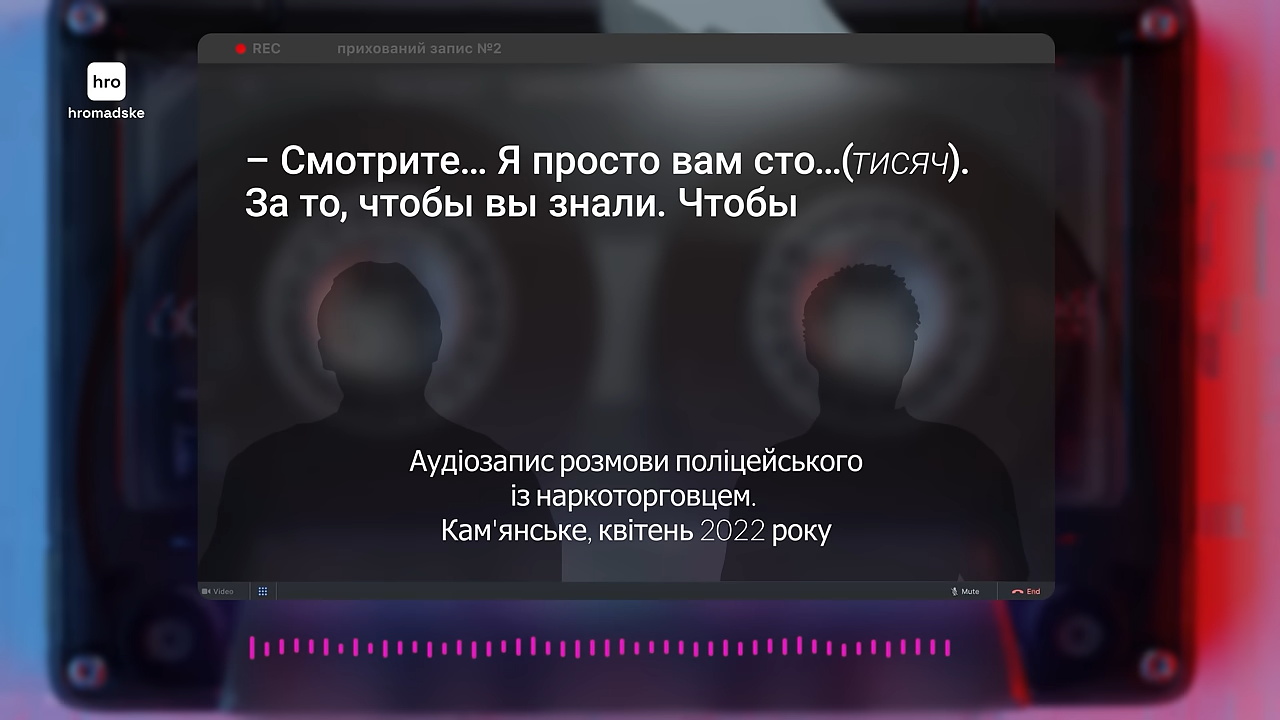 REC прихований запис №2
hro
hromadske
– Смотрите... Я просто вам сто...(тисяч).
За то, чтобы вы знали. Чтобы
Аудіозапис розмови поліцейського
із наркоторговцем.
Кам'янське, квітень 2022 року
Video Mute End